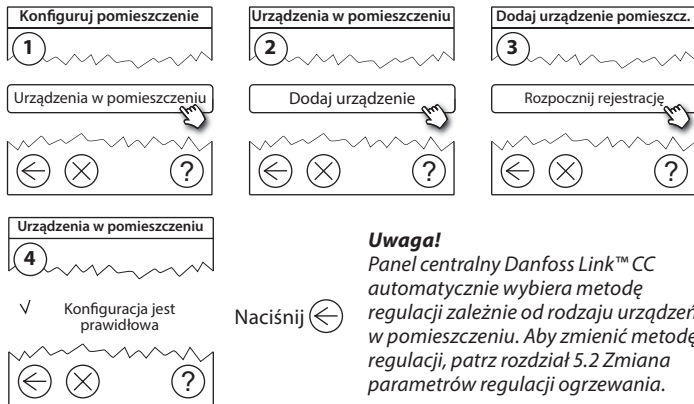 Konfiguruj pomieszczenie
1
Urządzenia w pomieszczeniu
?
Urządzenia w pomieszczeniu
2
Dodaj urządzenie
?
Dodaj urządzenie pomieszcz.
3
Rozpocznij rejestrację
?
Urządzenia w pomieszczeniu
4
√ Konfiguracja jest
prawidłowa
?
Naciśnij
Uwaga!
Panel centralny Danfoss Link™ CC
automatycznie wybiera metodę
regulacji zależnie od rodzaju urządzeń
w pomieszczeniu. Aby zmienić metodę
regulacji, patrz rozdział 5.2 Zmiana
parametrów regulacji ogrzewania.